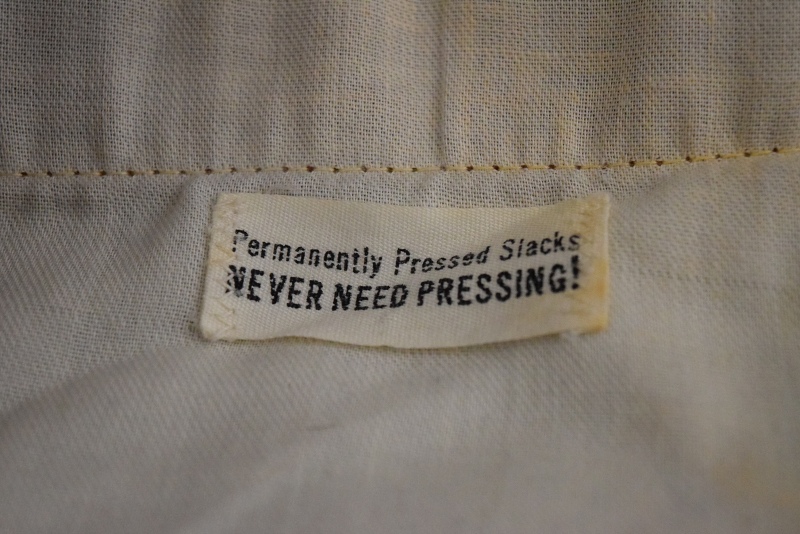 Permanently Pressed Slacks
NEVER NEED PRESSING!